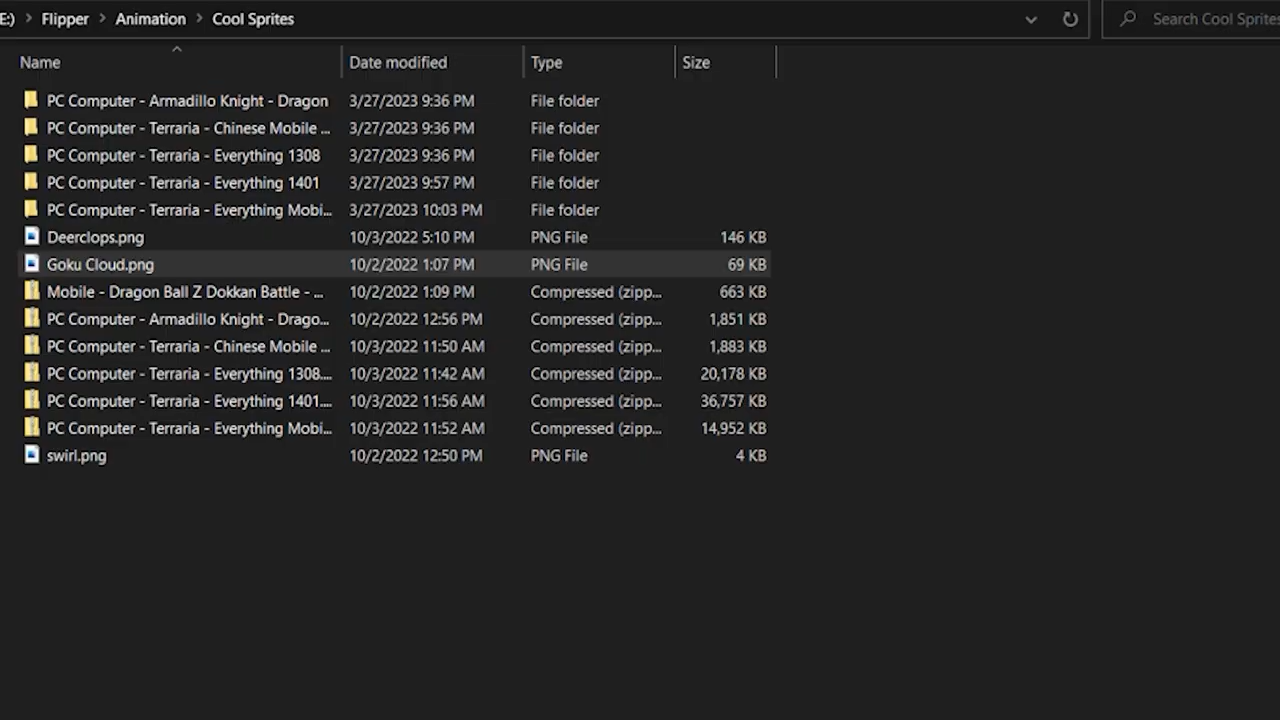 E:) > Flipper > Animation > Cool Sprites Search Cool Sprites
Name Date modified Type Size
PC Computer - Armadillo Knight - Dragon 3/27/2023 9:36 PM File folder
PC Computer - Terraria - Chinese Mobile ... 3/27/2023 9:36 PM File folder
PC Computer - Terraria - Everything 1308 3/27/2023 9:36 PM File folder
PC Computer - Terraria - Everything 1401 3/27/2023 9:57 PM File folder
PC Computer - Terraria - Everything Mobi... 3/27/2023 10:03 PM File folder
Deerclops.png 10/3/2022 5:10 PM PNG File 146 KB
Goku Cloud.png 10/2/2022 1:07 PM PNG File 69 KB
Mobile - Dragon Ball Z Dokkan Battle - ... 10/2/2022 1:09 PM Compressed (zipp... 663 KB
PC Computer - Armadillo Knight - Drago... 10/2/2022 12:56 PM Compressed (zipp... 1,851 KB
PC Computer - Terraria - Chinese Mobile ... 10/3/2022 11:50 AM Compressed (zipp... 1,883 KB
PC Computer - Terraria - Everything 1308.... 10/3/2022 11:42 AM Compressed (zipp... 20,178 KB
PC Computer - Terraria - Everything 1401.... 10/3/2022 11:56 AM Compressed (zipp... 36,757 KB
PC Computer - Terraria - Everything Mobi... 10/3/2022 11:52 AM Compressed (zipp... 14,952 KB
swirl.png 10/2/2022 12:50 PM PNG File 4 KB